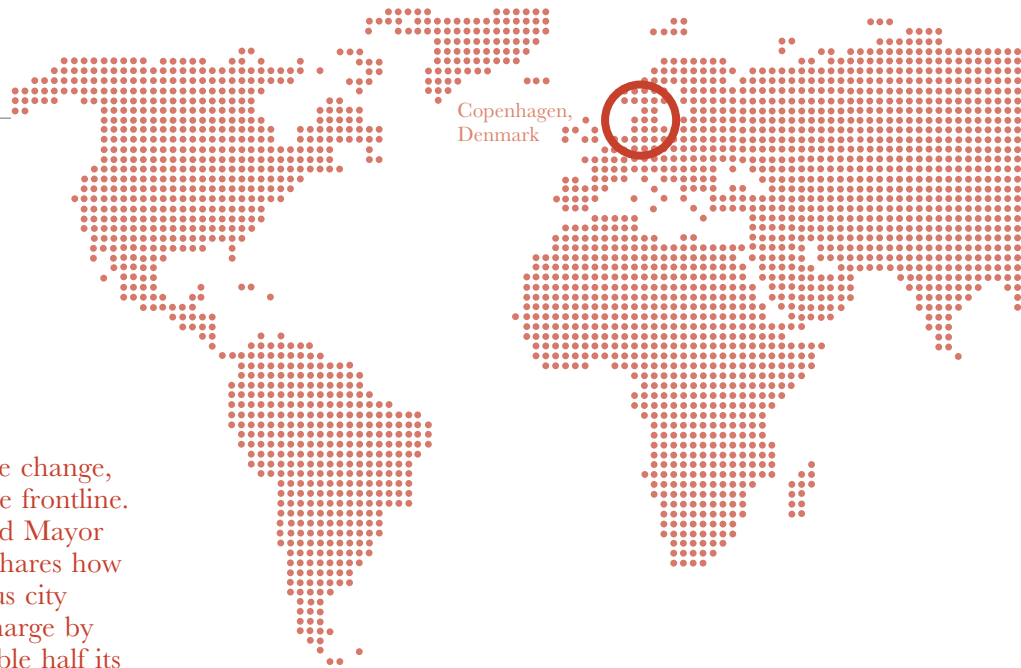 Copenhagen,
Denmark
e change,
e frontline.
d Mayor
hares how
us city
harge by
ble half its